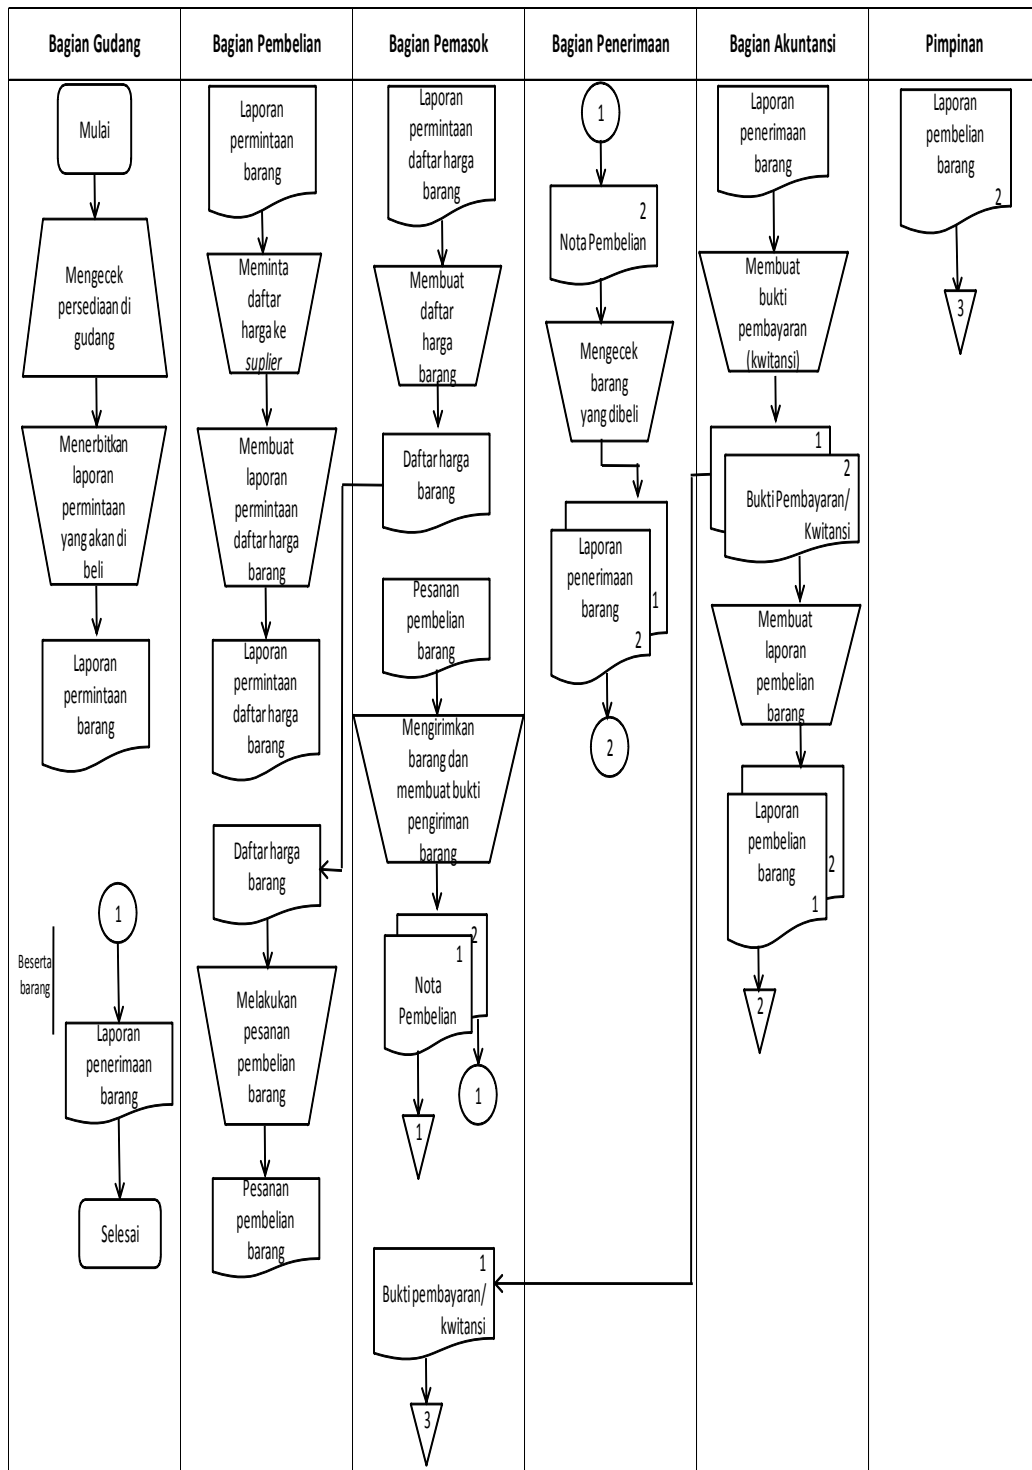 Bagian Gudang
Bagian Pembelian
Bagian Pemasok
Bagian Penerimaan
Bagian Akuntansi
Pimpinan
Mulai
Mengecek
persediaan di
gudang
Menerbitkan
laporan
permintaan
yang akan di
beli
Laporan
permintaan
barang
1
Beserta
barang
Laporan
penerimaan
barang
Selesai
Laporan
permintaan
barang
Meminta
daftar
harga ke
suplier
Membuat
laporan
permintaan
daftar harga
barang
Laporan
permintaan
daftar harga
barang
Daftar harga
barang
Melakukan
pesanan
pembelian
barang
Pesanan
pembelian
barang
Laporan
permintaan
daftar harga
barang
Membuat
daftar
harga
barang
Daftar harga
barang
Pesanan
pembelian
barang
Mengirimkan
barang dan
membuat bukti
pengiriman
barang
2
1
Nota
Pembelian
1
1
1
Bukti pembayaran/
kwitansi
3
1
2
Nota Pembelian
Mengecek
barang
yang dibeli
Laporan
penerimaan
barang
1
2
2
Laporan
penerimaan
barang
Membuat
bukti
pembayaran
(kwitansi)
1
2
Bukti Pembayaran/
Kwitansi
Membuat
laporan
pembelian
barang
Laporan
pembelian
barang
2
1
2
Laporan
pembelian
barang
2
3